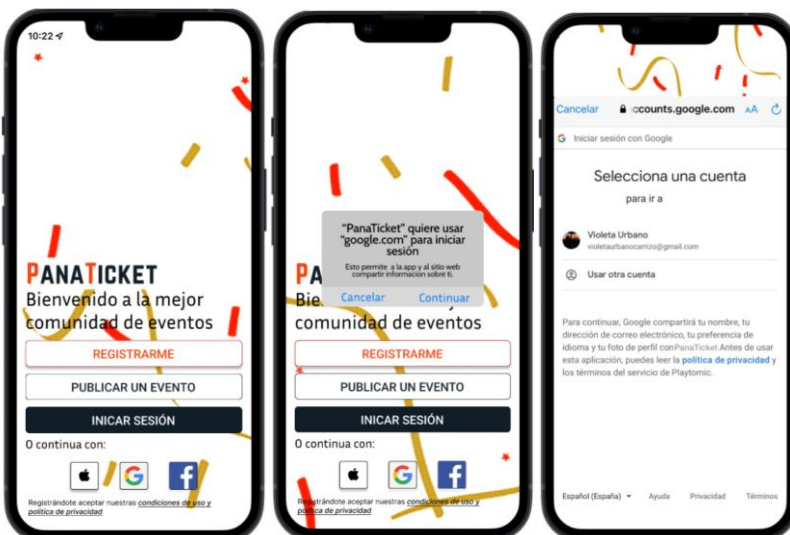 10:22
PANATICKET
Bienvenido a la mejor
comunidad de eventos
REGISTRARME
PUBLICAR UN EVENTO
INICAR SESIÓN
O continua con:
Registrándote aceptar nuestras condiciones de uso y
politica de privacidad
"PanaTicket" quiere usar
"google.com" para iniciar
sesión
Esto permite a la app y al sitio web
compartir información sobre ti.
Cancelar Continuar
PA
Bie
comunidad de eventos
REGISTRARME
PUBLICAR UN EVENTO
INICAR SESIÓN
O continua con:
Registrándote aceptar nuestras condiciones de uso y
politica de privacidad
Cancelar ccounts.google.com AA
Iniciar sesión con Google
Selecciona una cuenta
para ir a
Violeta Urbano
violetaurbanocarrizo@gmail.com
Usar otra cuenta
Para continuar, Google compartirá tu nombre, tu
dirección de correo electrónico, tu preferencia de
idioma y tu foto de perfil conPanaTicket Antes de usar
esta aplicación, puedes leer la política de privacidad y
los términos del servicio de Playtomic.
Español (España) Ayuda Privacidad Términos